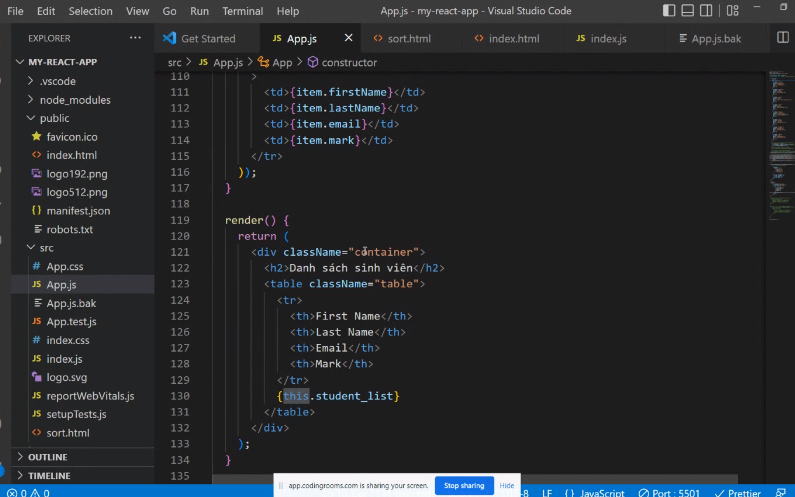 File Edit Selection View Go Run Terminal Help App.js - my-react-app - Visual Studio Code
EXPLORER ···
MY-REACT-APP
.vscode
node_modules
public
favicon.ico
index.html
logo192.png
logo512.png
manifest.json
robots.txt
src
App.css
App.js
App.js.bak
App.test.js
index.css
index.js
logo.svg
reportWebVitals.js
setupTests.js
sort.html
OUTLINE
TIMELINE
Get Started App.js sort.html index.html index.js App.js.bak
src > App.js > App > constructor
110 >
111 <td>{item.firstName}</td>
112 <td>{item.lastName}</td>
113 <td>{item.email}</td>
114 <td>{item.mark}</td>
115 </tr>
116 ));
117 }
118
119 render() {
120 return (
121 <div className="container">
122 <h2>Danh sách sinh viên</h2>
123 <table className="table">
124 <tr>
125 <th>First Name</th>
126 <th>Last Name</th>
127 <th>Email</th>
128 <th>Mark</th>
129 </tr>
130 {this.student_list}
131 </table>
132 </div>
133 );
134 }
135
app.codingrooms.com is sharing your screen. Stop sharing Hide
0 0 -8 LF {} JavaScript Port : 5501 Prettier